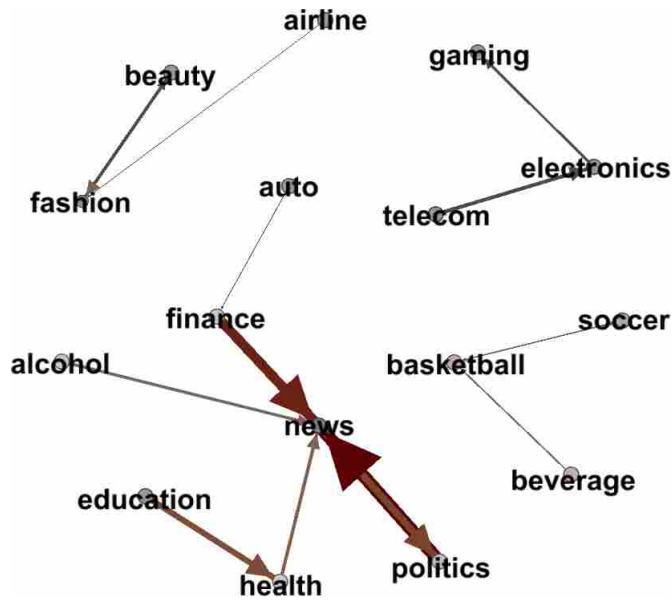 airline
gaming
beauty
electronics
auto
fashion
telecom
finance
soccer
alcohol
basketball
news
beverage
education
politics
health